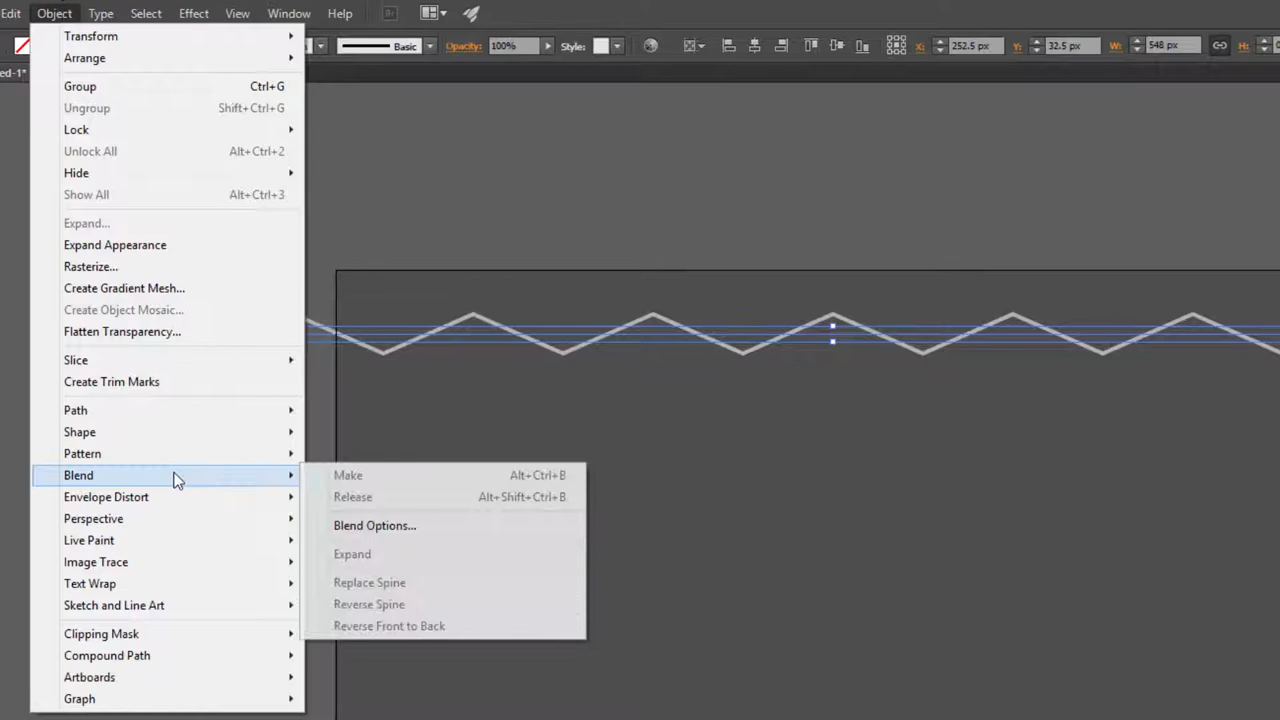 Edit Object Type Select Effect View Window Help Br
Basic Opacity: 100% Style: X: 252.5 px Y: 32.5 px W: 548 px H:
ed-1*
Transform
Arrange
Group Ctrl+G
Ungroup Shift+Ctrl+G
Lock
Unlock All Alt+Ctrl+2
Hide
Show All Alt+Ctrl+3
Expand...
Expand Appearance
Rasterize...
Create Gradient Mesh...
Create Object Mosaic...
Flatten Transparency...
Slice
Create Trim Marks
Path
Shape
Pattern
Blend
Envelope Distort
Perspective
Live Paint
Image Trace
Text Wrap
Sketch and Line Art
Clipping Mask
Compound Path
Artboards
Graph
Make Alt+Ctrl+B
Release Alt+Shift+Ctrl+B
Blend Options...
Expand
Replace Spine
Reverse Spine
Reverse Front to Back